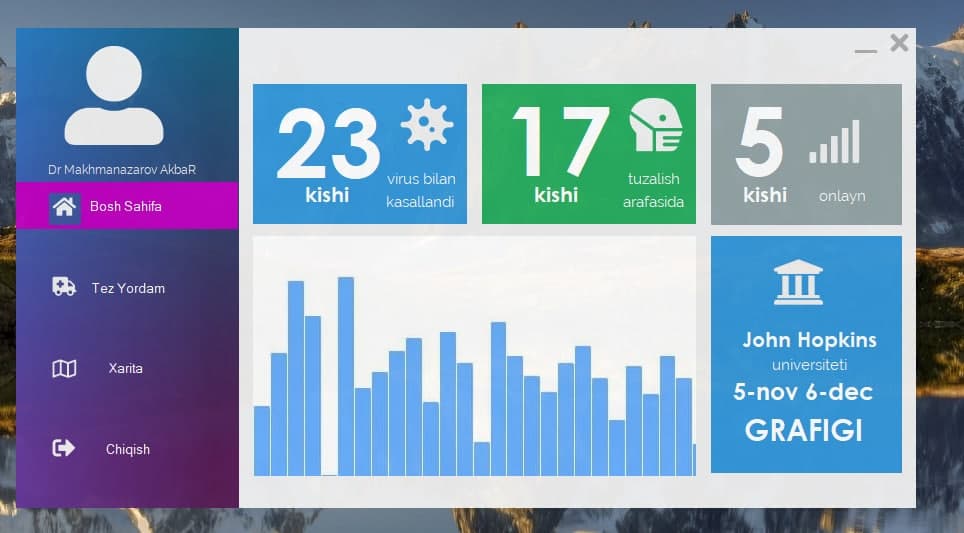 Dr Makhmanazarov AkbaR
Bosh Sahifa
Tez Yordam
Xarita
Chiqish
23
kishi
virus bilan
kasallandi
17
kishi
tuzalish
arafasida
5
kishi
onlayn
John Hopkins
universiteti
5-nov 6-dec
GRAFIGI